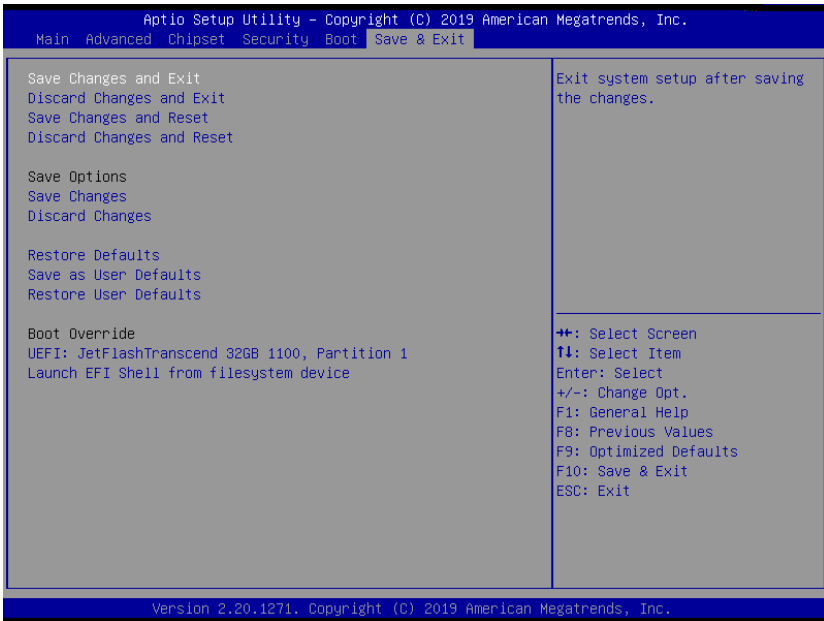 Aptio Setup Utility – Copyright (C) 2019 American Megatrends, Inc.
Main Advanced Chipset Security Boot Save & Exit
Save Changes and Exit
Discard Changes and Exit
Save Changes and Reset
Discard Changes and Reset
Save Options
Save Changes
Discard Changes
Restore Defaults
Save as User Defaults
Restore User Defaults
Boot Override
UEFI: JetFlashTranscend 32GB 1100, Partition 1
Launch EFI Shell from filesystem device
Exit system setup after saving
the changes.
→←: Select Screen
↑↓: Select Item
Enter: Select
+/-: Change Opt.
F1: General Help
F8: Previous Values
F9: Optimized Defaults
F10: Save & Exit
ESC: Exit
Version 2.20.1271. Copyright (C) 2019 American Megatrends, Inc.